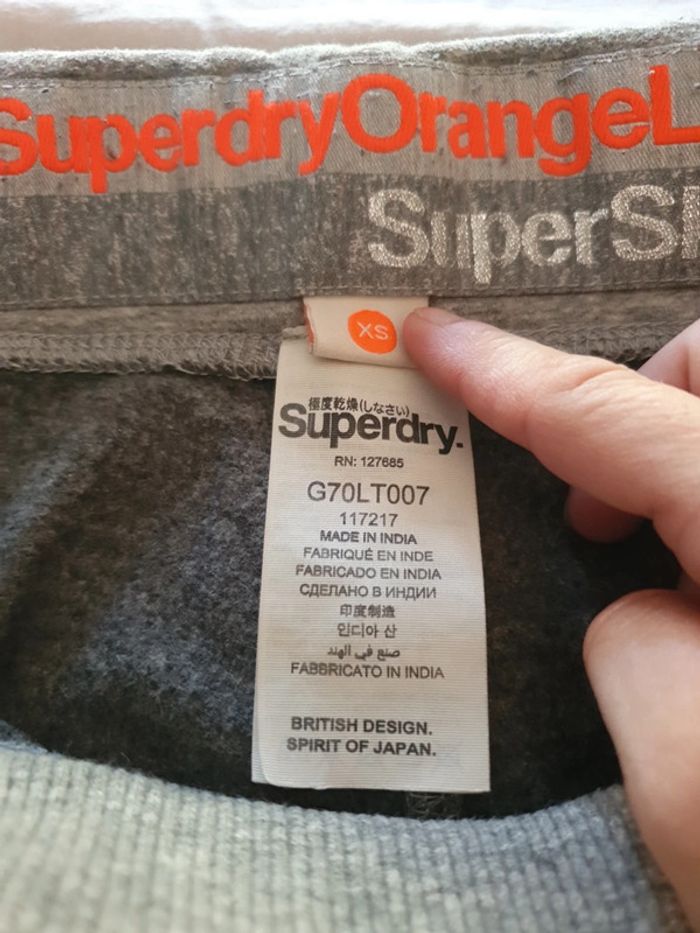 SuperdryOrangeL
SuperS
XS
極度乾燥(しなさい)
Superdry.
RN: 127685
G70LT007
117217
MADE IN INDIA
FABRIQUÉ EN INDE
FABRICADO EN INDIA
СДЕЛАНО В ИНДИИ
印度制造
인디아 산
صنع في الهند
FABBRICATO IN INDIA
BRITISH DESIGN.
SPIRIT OF JAPAN.